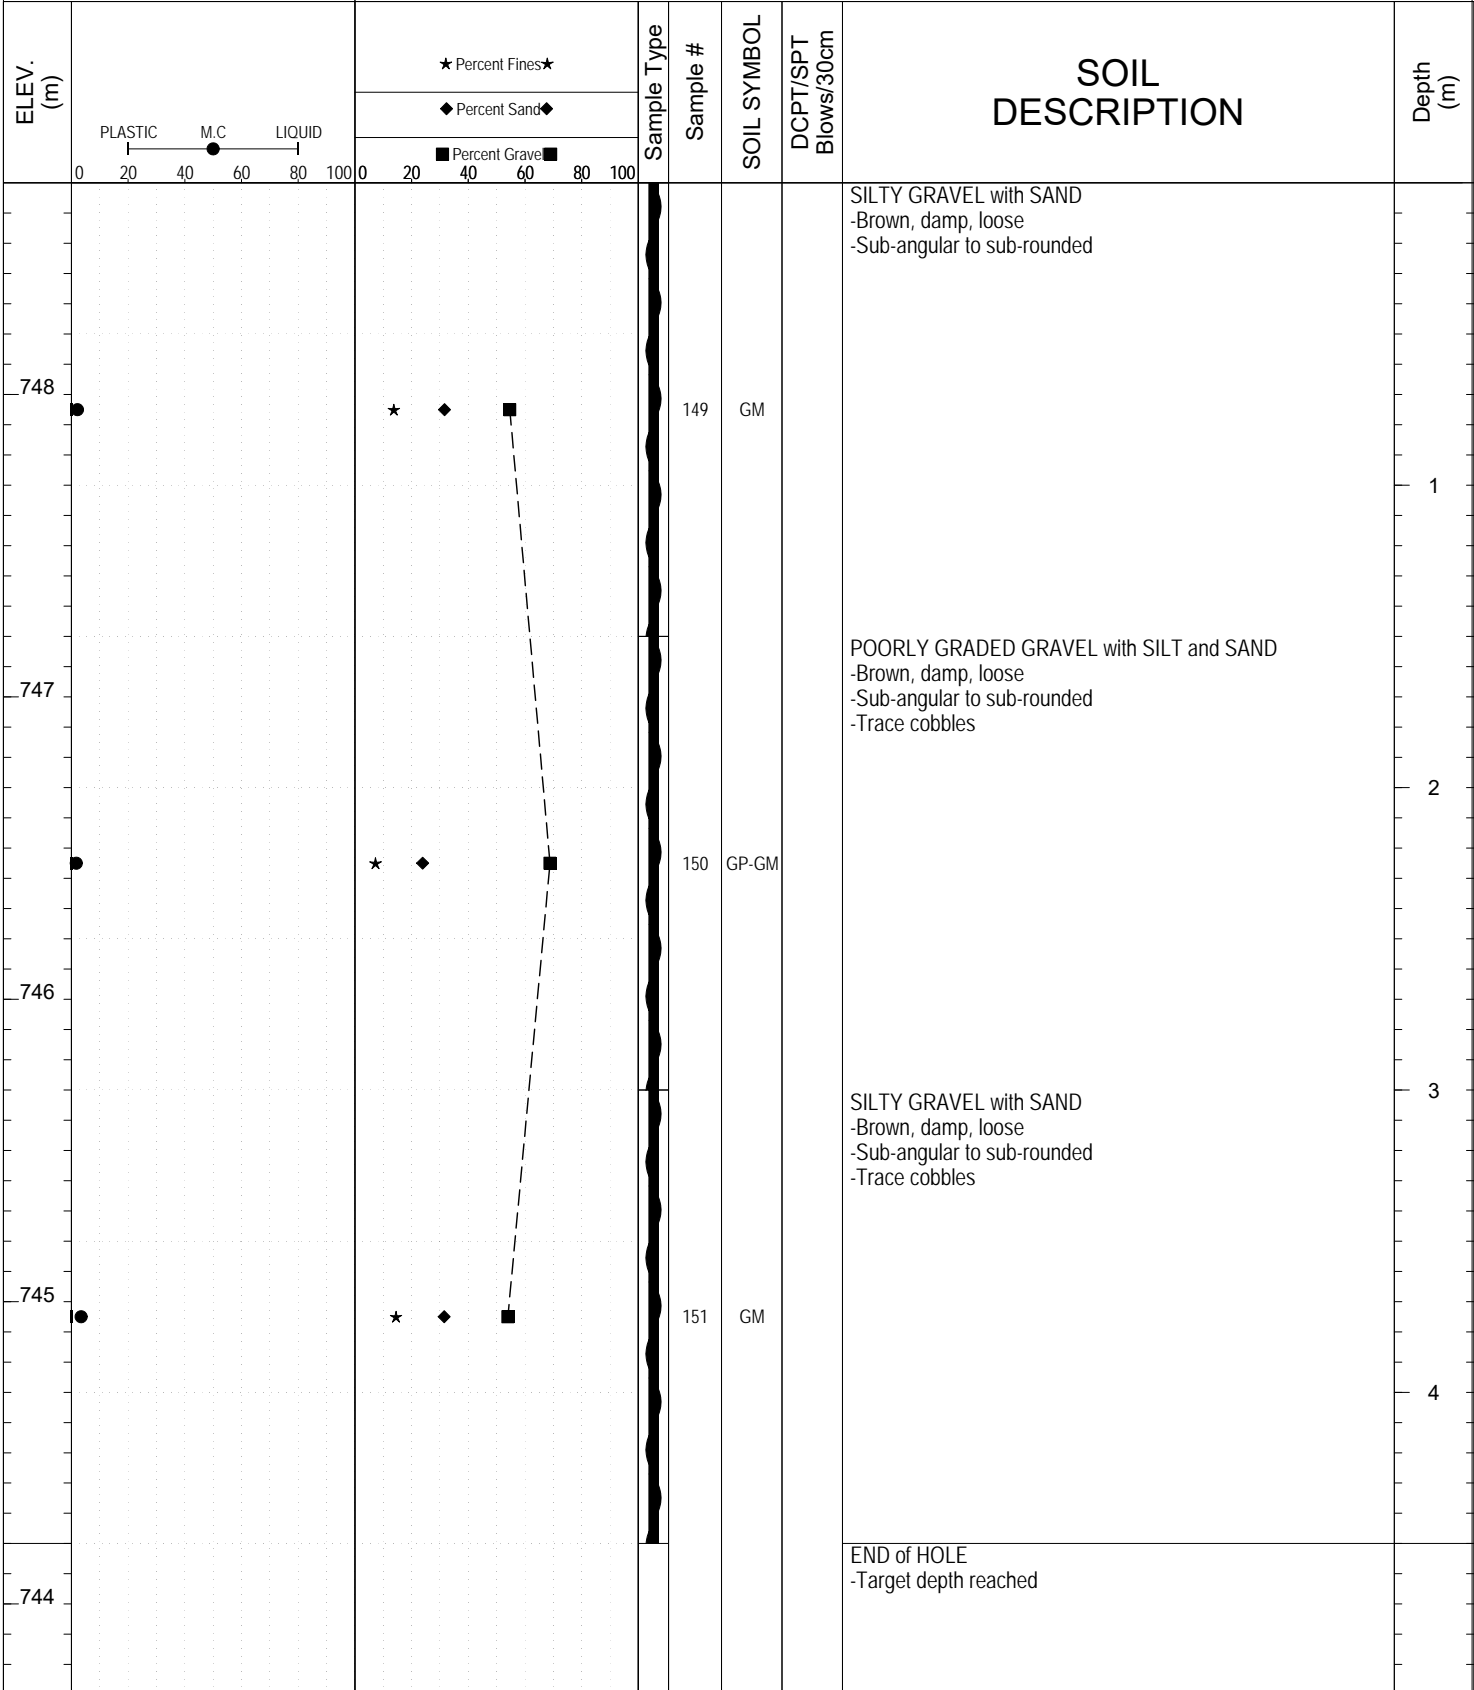 ELEV.
(m)
PLASTIC M.C LIQUID
0 20 40 60 80 100
★ Percent Fines ★
◆ Percent Sand ◆
■ Percent Gravel ■
0 20 40 60 80 100
Sample Type
Sample #
SOIL SYMBOL
DCPT/SPT
Blows/30cm
SOIL
DESCRIPTION
Depth
(m)
SILTY GRAVEL with SAND
-Brown, damp, loose
-Sub-angular to sub-rounded
748
149 GM
1
POORLY GRADED GRAVEL with SILT and SAND
-Brown, damp, loose
-Sub-angular to sub-rounded
-Trace cobbles
747
2
150 GP-GM
746
3
SILTY GRAVEL with SAND
-Brown, damp, loose
-Sub-angular to sub-rounded
-Trace cobbles
745
151 GM
4
END of HOLE
-Target depth reached
744